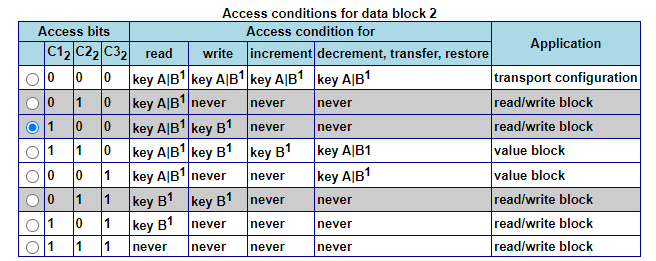 Access conditions for data block 2
Access bits Access condition for Application
C1₂ C2₂ C3₂ read write increment decrement, transfer, restore
0 0 0 key A|B¹ key A|B¹ key A|B¹ key A|B¹ transport configuration
0 1 0 key A|B¹ never never never read/write block
1 0 0 key A|B¹ key B¹ never never read/write block
1 1 0 key A|B¹ key B¹ key B¹ key A|B1 value block
0 0 1 key A|B¹ never never key A|B¹ value block
0 1 1 key B¹ key B¹ never never read/write block
1 0 1 key B¹ never never never read/write block
1 1 1 never never never never read/write block